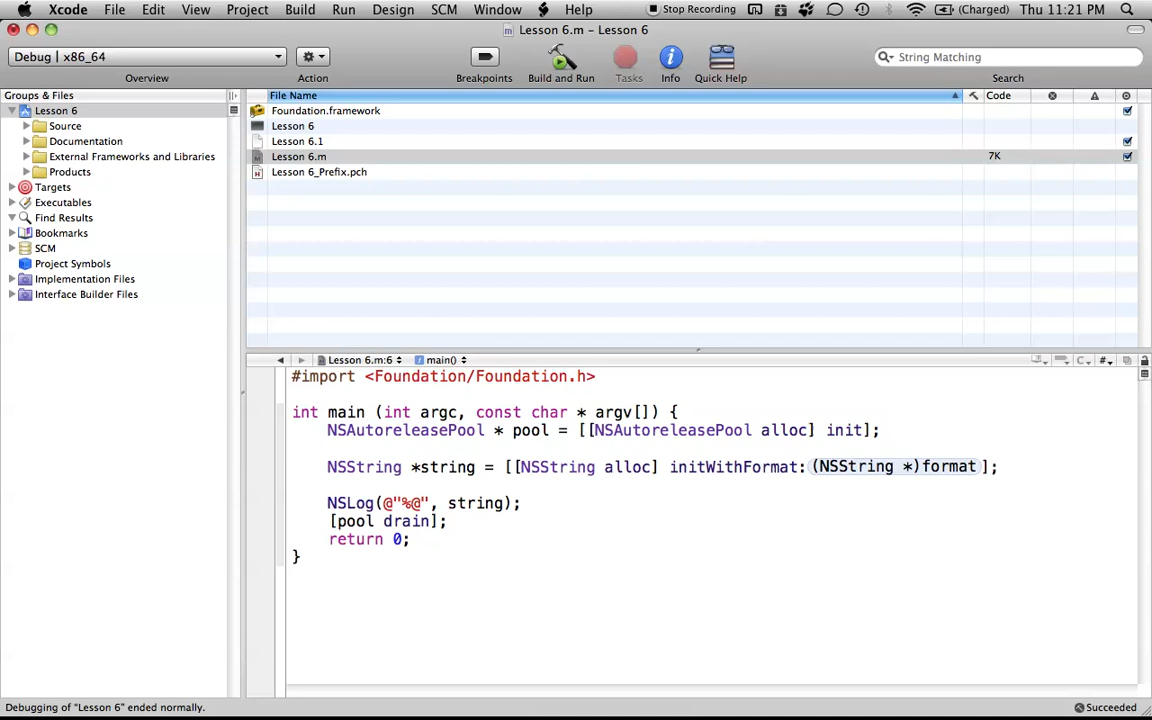 Xcode File Edit View Project Build Run Design SCM Window Help Stop Recording (Charged) Thu 11:21 PM
Lesson 6.m – Lesson 6
Debug | x86_64
String Matching
Overview Action Breakpoints Build and Run Tasks Info Quick Help Search
Groups & Files
Lesson 6
Source
Documentation
External Frameworks and Libraries
Products
Targets
Executables
Find Results
Bookmarks
SCM
Project Symbols
Implementation Files
Interface Builder Files
File Name Code
Foundation.framework
Lesson 6
Lesson 6.1
Lesson 6.m 7K
Lesson 6_Prefix.pch
Lesson 6.m:6 main() C #
#import <Foundation/Foundation.h>
int main (int argc, const char * argv[]) {
NSAutoreleasePool * pool = [[NSAutoreleasePool alloc] init];
NSString *string = [[NSString alloc] initWithFormat:(NSString *)format];
NSLog(@"%@", string);
[pool drain];
return 0;
}
Debugging of "Lesson 6" ended normally. Succeeded